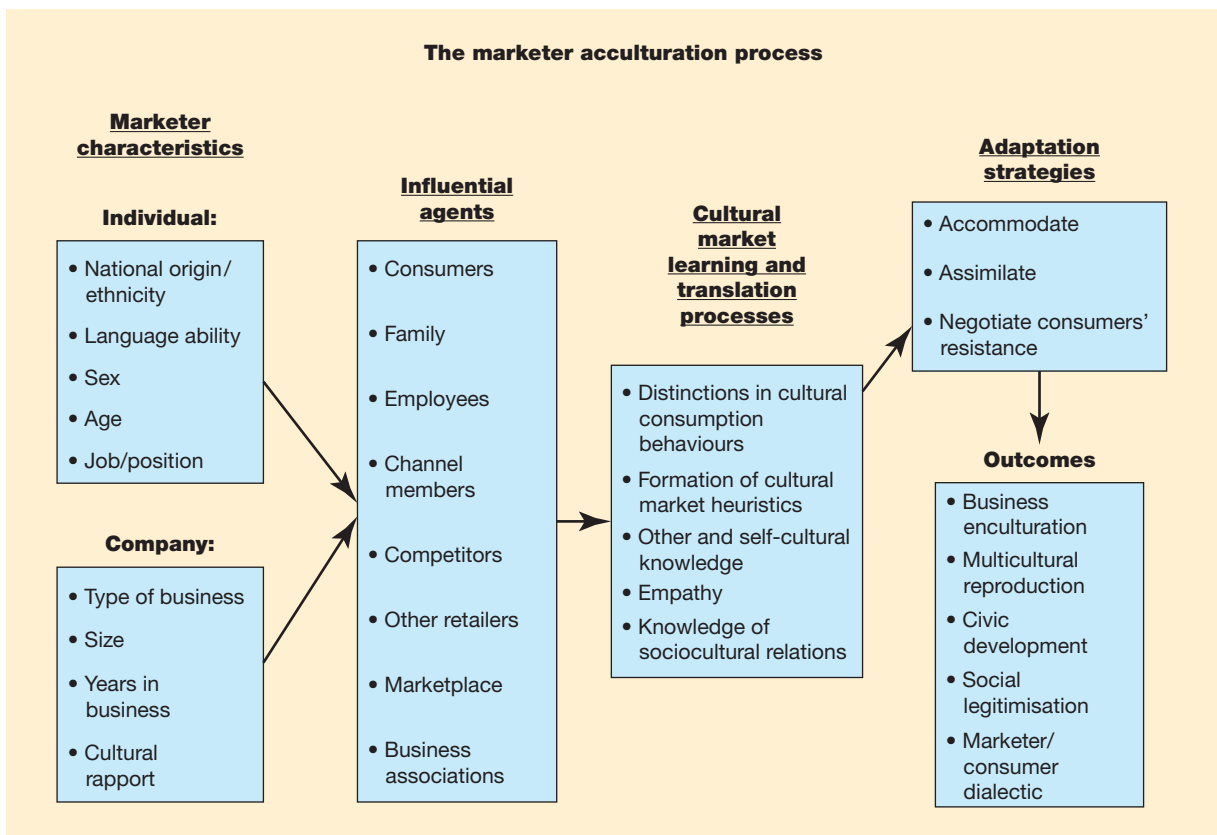 The marketer acculturation process
Marketer
characteristics
Individual:
• National origin/
ethnicity
• Language ability
• Sex
• Age
• Job/position
Company:
• Type of business
• Size
• Years in
business
• Cultural
rapport
Influential
agents
• Consumers
• Family
• Employees
• Channel
members
• Competitors
• Other retailers
• Marketplace
• Business
associations
Cultural
market
learning and
translation
processes
• Distinctions in cultural
consumption
behaviours
• Formation of cultural
market heuristics
• Other and self-cultural
knowledge
• Empathy
• Knowledge of
sociocultural relations
Adaptation
strategies
• Accommodate
• Assimilate
• Negotiate consumers’
resistance
Outcomes
• Business
enculturation
• Multicultural
reproduction
• Civic
development
• Social
legitimisation
• Marketer/
consumer
dialectic